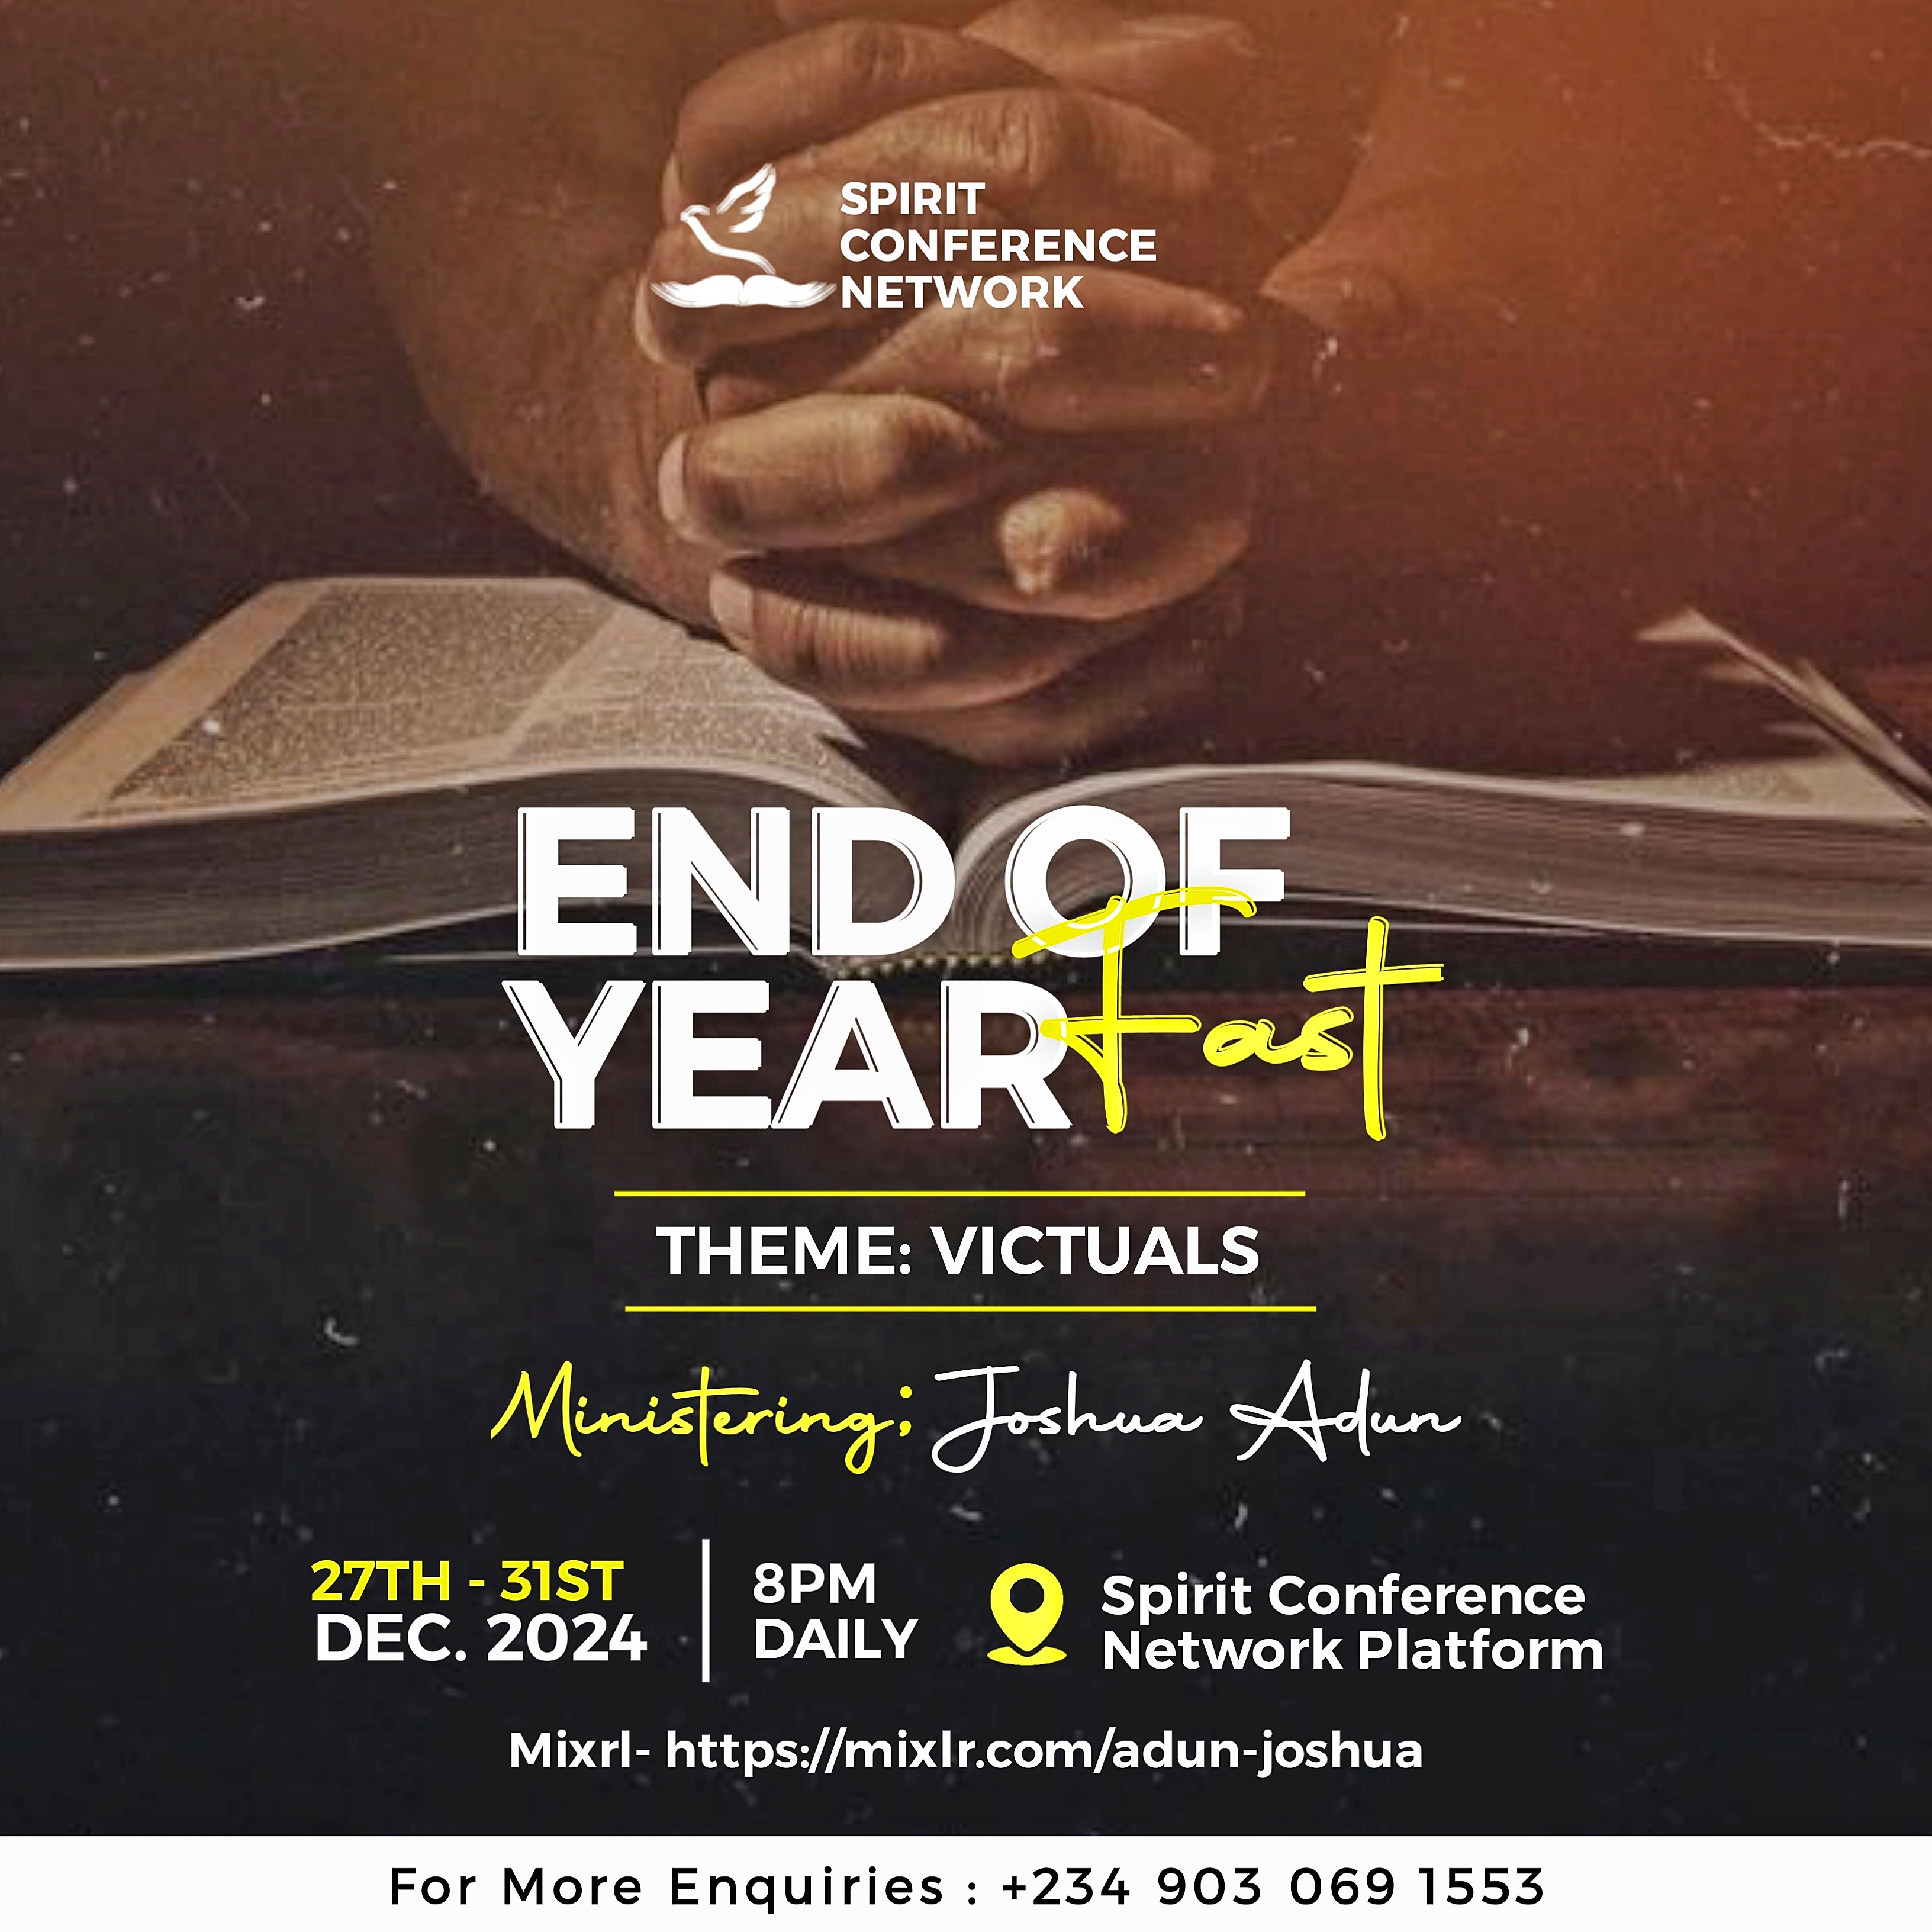 SPIRIT
CONFERENCE
NETWORK
END OF
YEAR Fast
THEME: VICTUALS
Ministering; Joshua Adun
27TH - 31ST
DEC. 2024
8PM
DAILY
Spirit Conference
Network Platform
Mixrl- https://mixlr.com/adun-joshua
For More Enquiries : +234 903 069 1553